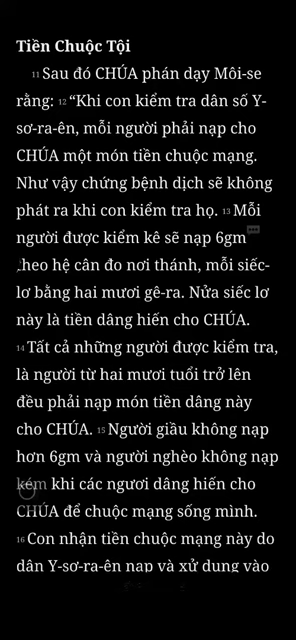 Tiền Chuộc Tội
11 Sau đó CHÚA phán dạy Môi-se
rằng: 12 “Khi con kiểm tra dân số Y-
sơ-ra-ên, mỗi người phải nạp cho
CHÚA một món tiền chuộc mạng.
Như vậy chứng bệnh dịch sẽ không
phát ra khi con kiểm tra họ. 13 Mỗi
người được kiểm kê sẽ nạp 6gm
theo hệ cân đo nơi thánh, mỗi siếc-
lơ bằng hai mươi gê-ra. Nửa siếc lơ
này là tiền dâng hiến cho CHÚA.
14 Tất cả những người được kiểm tra,
là người từ hai mươi tuổi trở lên
đều phải nạp món tiền dâng này
cho CHÚA. 15 Người giầu không nạp
hơn 6gm và người nghèo không nạp
kém khi các ngươi dâng hiến cho
CHÚA để chuộc mạng sống mình.
16 Con nhận tiền chuộc mạng này do
dân Y-sơ-ra-ên nạp và xử dụng vào